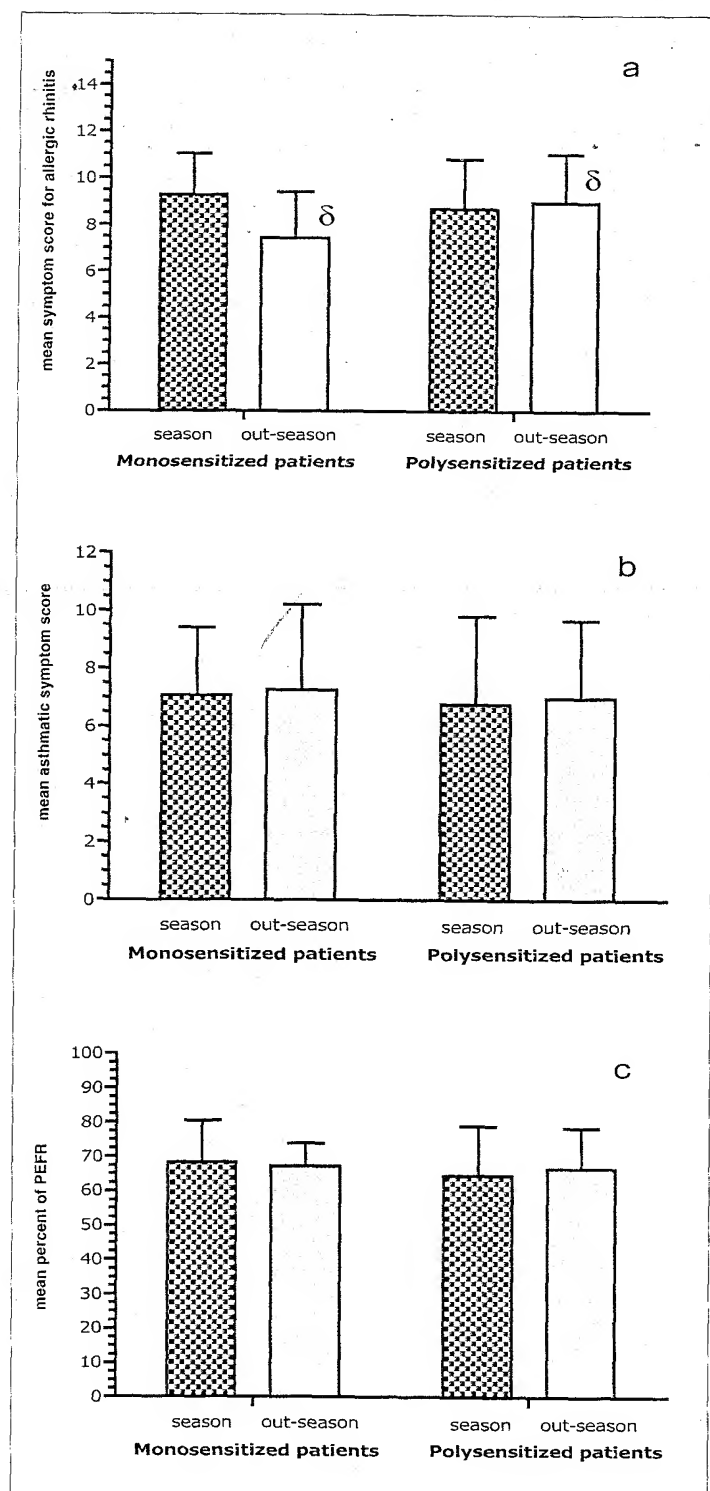 a
mean symptom score for allergic rhinitis
14
12
10
8
6
4
2
0
δ
δ
season out-season season out-season
Monosensitized patients Polysensitized patients
b
mean asthmatic symptom score
12
10
8
6
4
2
0
season out-season season out-season
Monosensitized patients Polysensitized patients
c
mean percent of PEFR
100
90
80
70
60
50
40
30
20
10
0
season out-season season out-season
Monosensitized patients Polysensitized patients